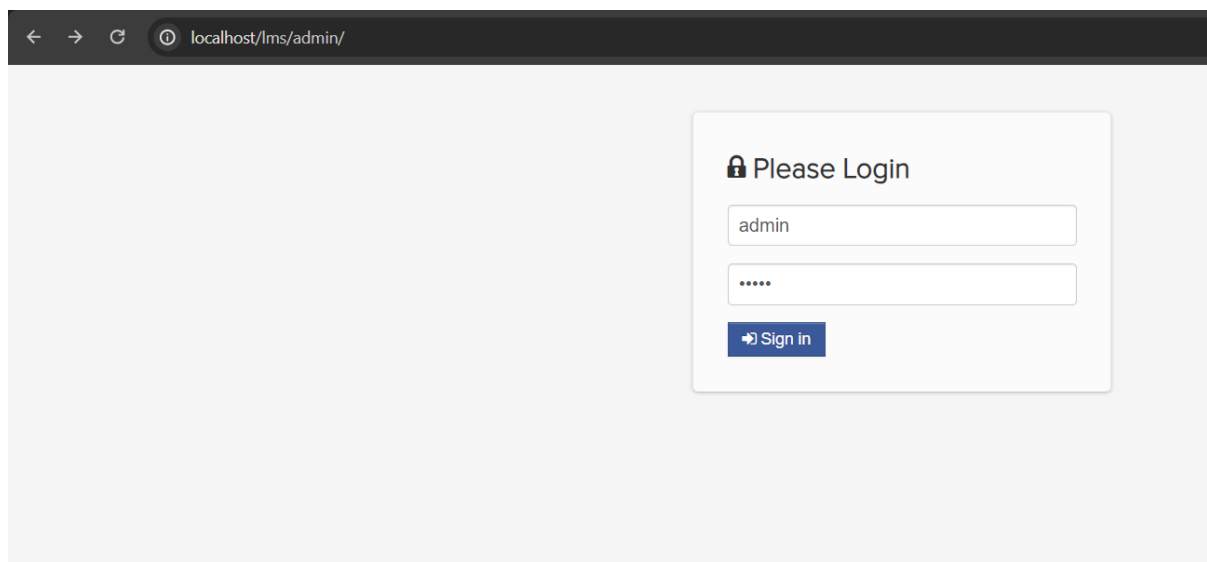 localhost/lms/admin/
Please Login
admin
•••••
Sign in